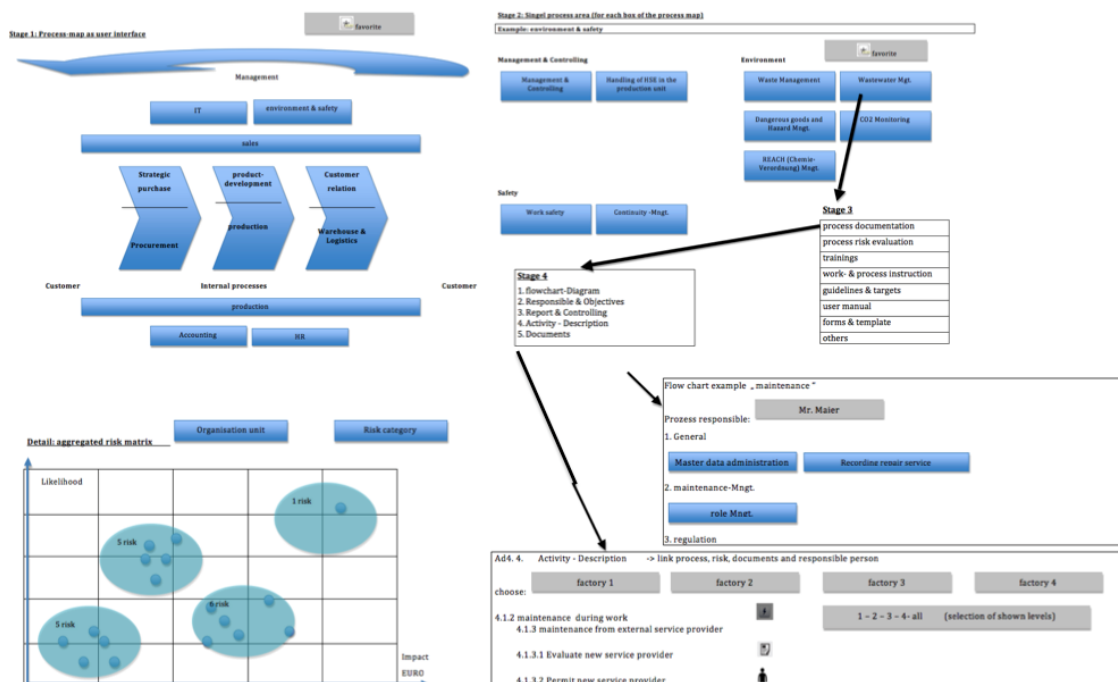 Stage 1: Process-map as user interface
favorite
Management
IT
environment & safety
sales
Strategic
purchase
Procurement
product-
development
production
Customer
relation
Warehouse &
Logistics
Customer
Internal processes
Customer
production
Accounting
HR
Detail: aggregated risk matrix
Organisation unit
Risk category
Likelihood
1 risk
5 risk
6 risk
5 risk
Impact
EURO
Stage 2: Singel process area (for each box of the process map)
Example: environment & safety
favorite
Management & Controlling
Management &
Controlling
Handling of HSE in the
production unit
Environment
Waste Management
Wastewater Mgt.
Dangerous goods and
Hazard Mngt.
CO2 Monitoring
REACH (Chemie-
Verordnung) Mngt.
Safety
Work safety
Continuity -Mngt.
Stage 3
process documentation
process risk evaluation
trainings
work- & process instruction
guidelines & targets
user manual
forms & template
others
Stage 4
1. flowchart-Diagram
2. Responsible & Objectives
3. Report & Controlling
4. Activity - Description
5. Documents
Flow chart example „ maintenance “
Prozess responsible:
Mr. Maier
1. General
Master data administration
Recordine repair service
2. maintenance-Mngt.
role Mngt.
3. regulation
Ad4. 4. Activity - Description -> link process, risk, documents and responsible person
choose:
factory 1
factory 2
factory 3
factory 4
4.1.2 maintenance during work
1 – 2 – 3 – 4- all (selection of shown levels)
4.1.3 maintenance from external service provider
4.1.3.1 Evaluate new service provider
4.1.3.2 Permit new service provider